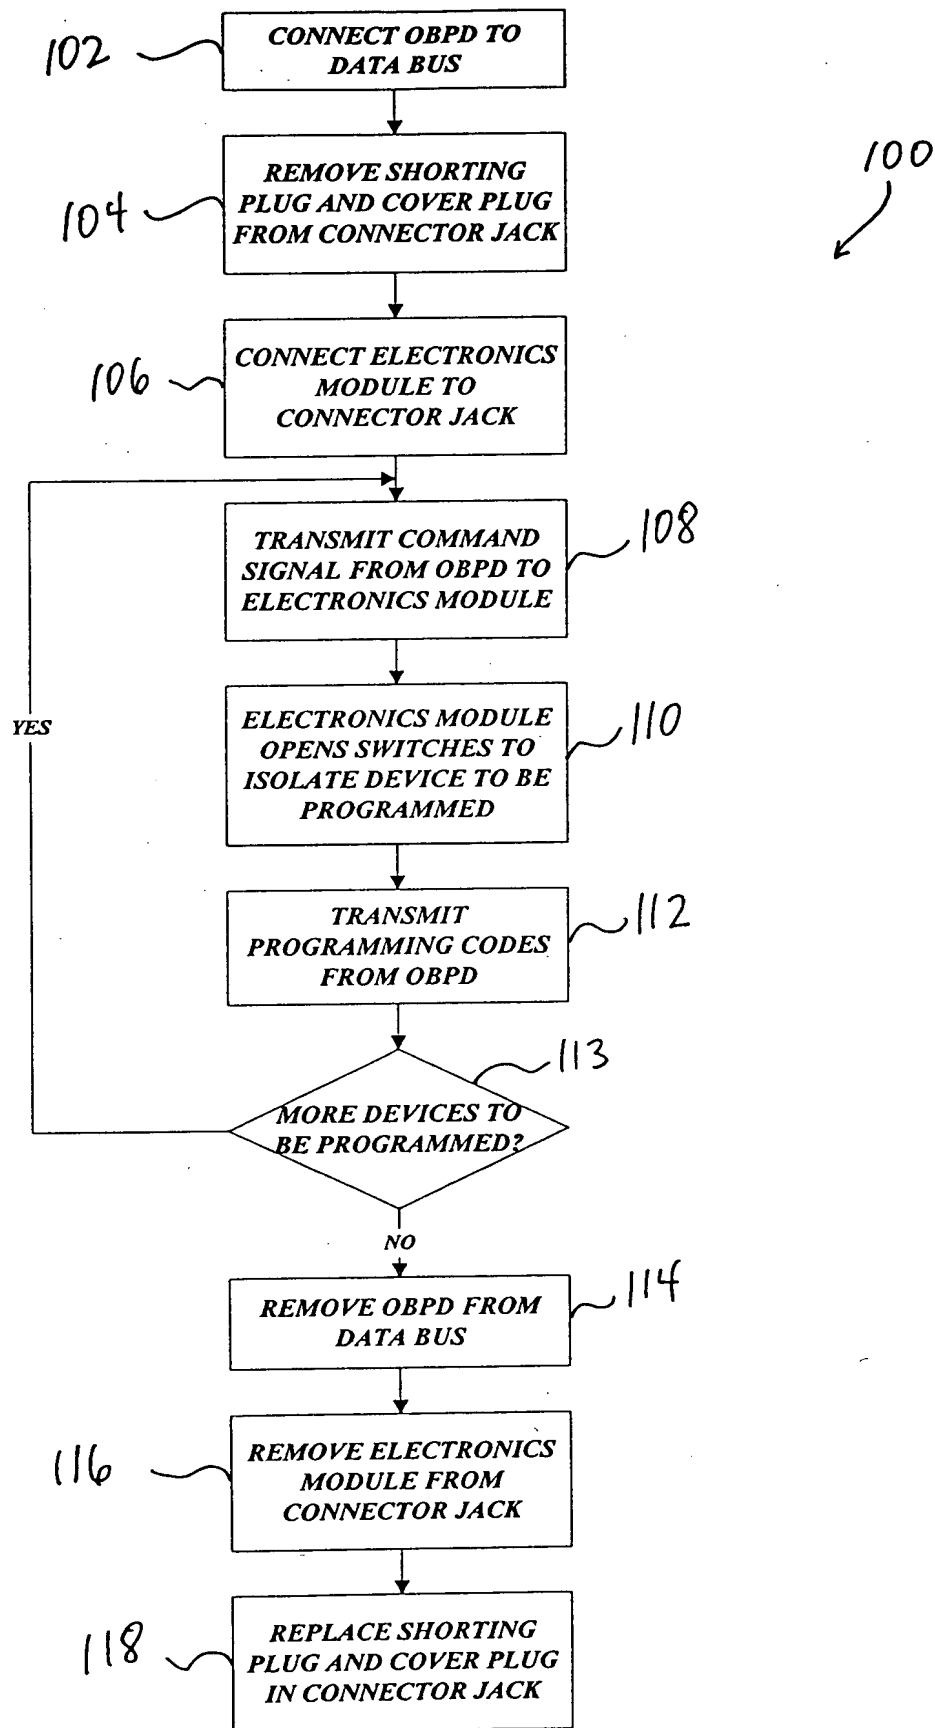 102
CONNECT OBPD TO
DATA BUS
100
104
REMOVE SHORTING
PLUG AND COVER PLUG
FROM CONNECTOR JACK
106
CONNECT ELECTRONICS
MODULE TO
CONNECTOR JACK
108
TRANSMIT COMMAND
SIGNAL FROM OBPD TO
ELECTRONICS MODULE
110
ELECTRONICS MODULE
OPENS SWITCHES TO
ISOLATE DEVICE TO BE
PROGRAMMED
YES
112
TRANSMIT
PROGRAMMING CODES
FROM OBPD
113
MORE DEVICES TO
BE PROGRAMMED?
NO
114
REMOVE OBPD FROM
DATA BUS
116
REMOVE ELECTRONICS
MODULE FROM
CONNECTOR JACK
118
REPLACE SHORTING
PLUG AND COVER PLUG
IN CONNECTOR JACK